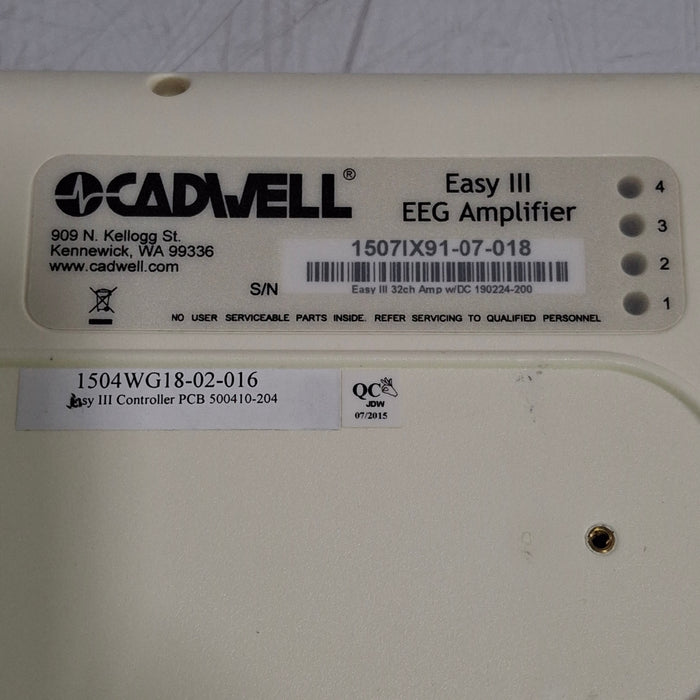 CADWELL®
Easy III
EEG Amplifier
909 N. Kellogg St.
Kennewick, WA 99336
www.cadwell.com
S/N
1507IX91-07-018
Easy III 32ch Amp w/DC 190224-200
NO USER SERVICEABLE PARTS INSIDE. REFER SERVICING TO QUALIFIED PERSONNEL
4
3
2
1
1504WG18-02-016
Easy III Controller PCB 500410-204
QC
JDW
07/2015